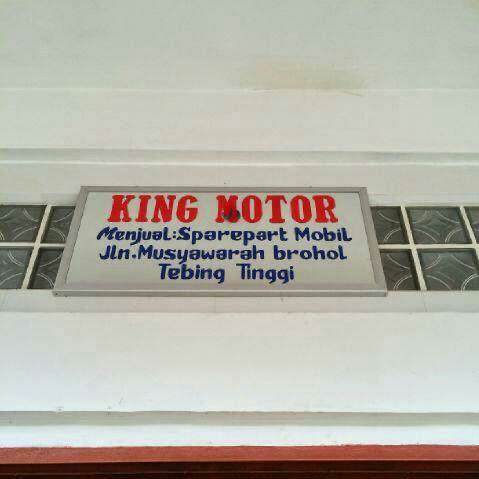 KING MOTOR
Menjual:Sparepart Mobil
Jln.Musyawarah brohol
Tebing Tinggi